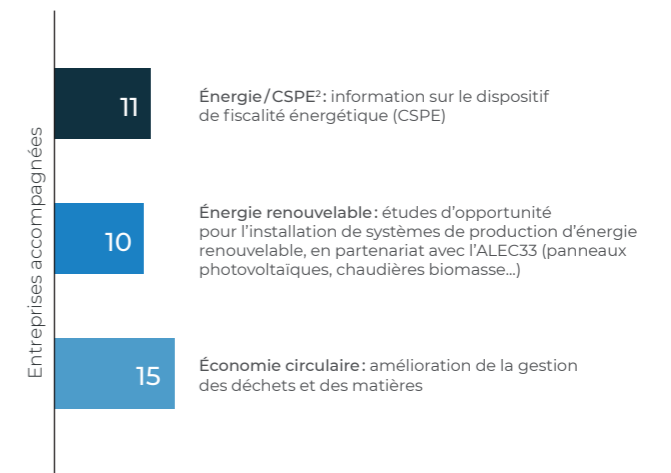 Entreprises accompagnées
11
Énergie/CSPE²: information sur le dispositif
de fiscalité énergétique (CSPE)
10
Énergie renouvelable: études d'opportunité
pour l'installation de systèmes de production d'énergie
renouvelable, en partenariat avec l'ALEC33 (panneaux
photovoltaïques, chaudières biomasse...)
15
Économie circulaire: amélioration de la gestion
des déchets et des matières